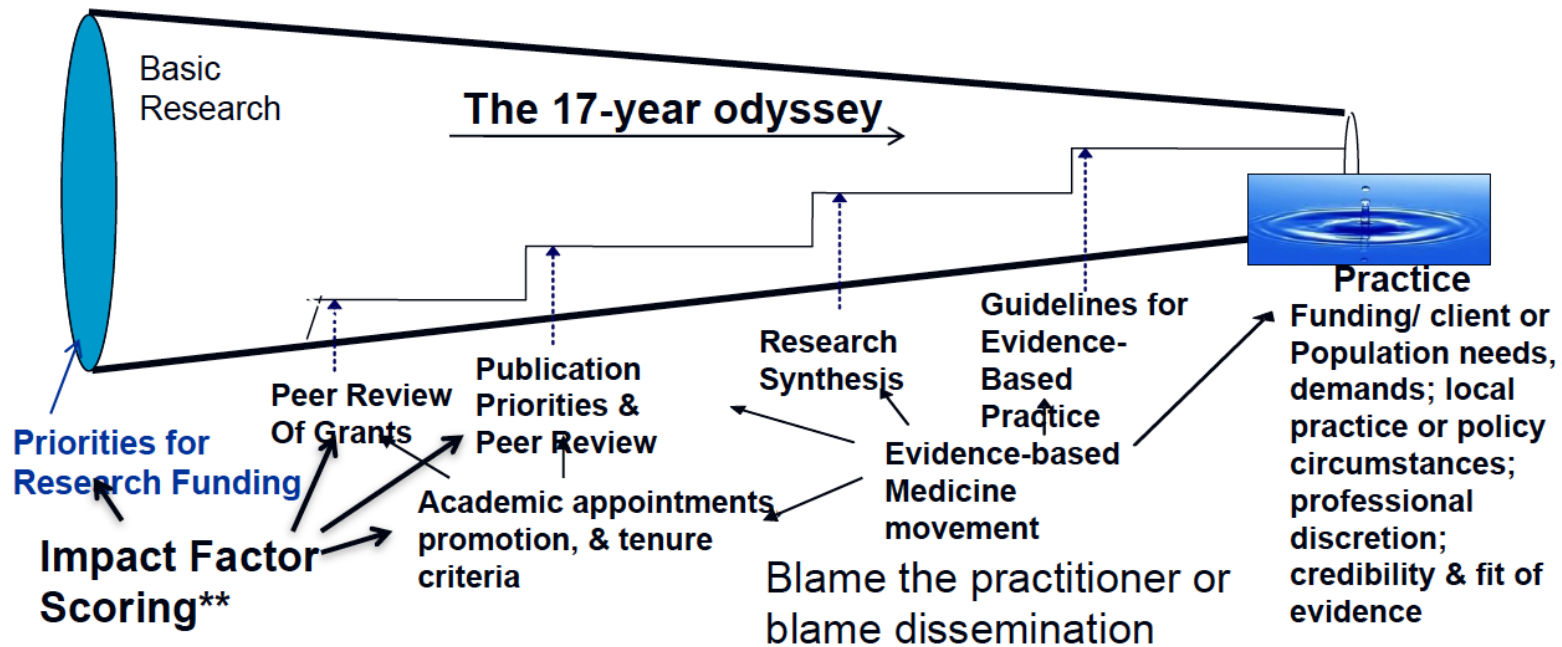 Basic
Research
The 17-year odyssey
Priorities for
Research Funding
Impact Factor
Scoring**
Peer Review
Of Grants
Publication
Priorities &
Peer Review
Academic appointments,
promotion, & tenure
criteria
Research
Synthesis
Guidelines for
Evidence-
Based
Practice
Evidence-based
Medicine
movement
Blame the practitioner or
blame dissemination
Practice
Funding/ client or
Population needs,
demands; local
practice or policy
circumstances;
professional
discretion;
credibility & fit of
evidence